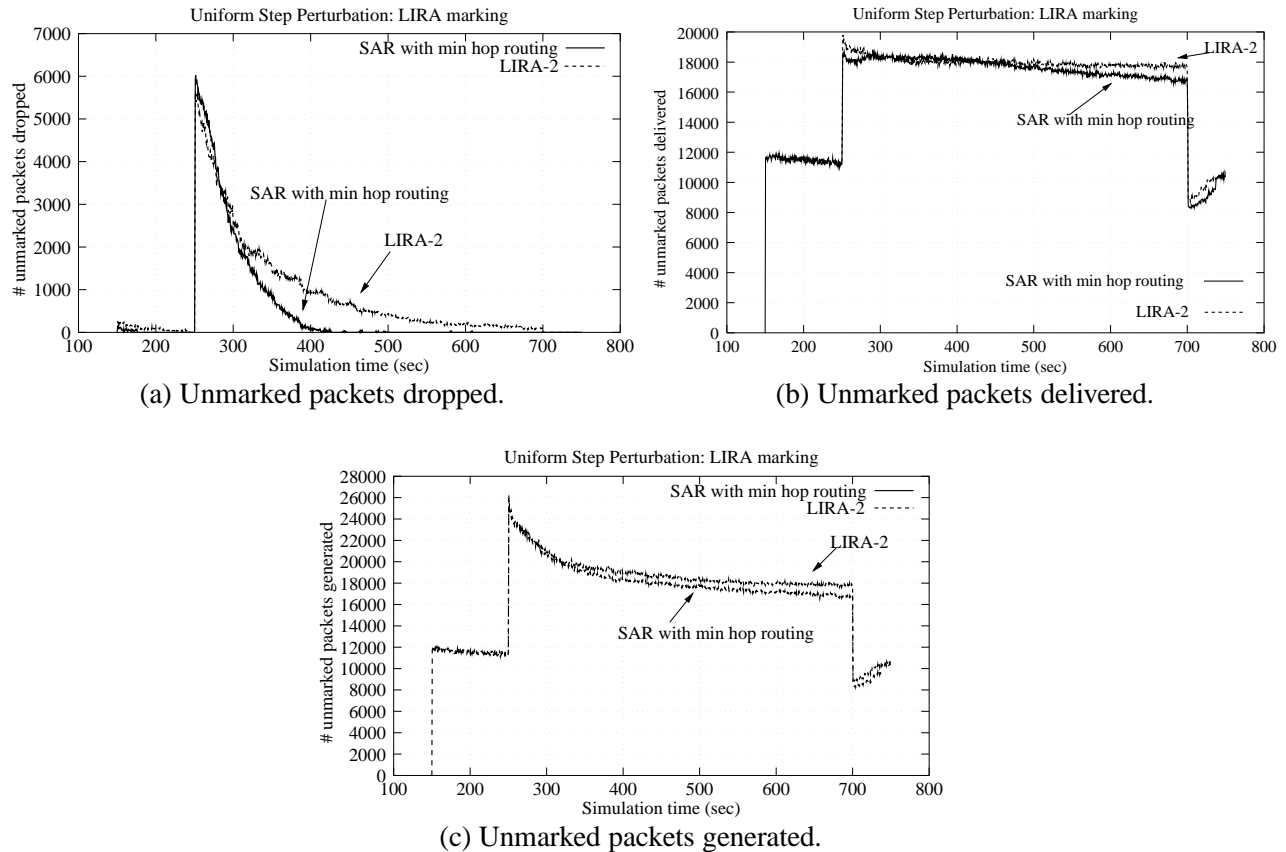 Uniform Step Perturbation: LIRA marking
# unmarked packets dropped
7000
6000
5000
4000
3000
2000
1000
0
SAR with min hop routing
LIRA-2
SAR with min hop routing
LIRA-2
100 200 300 400 500 600 700 800
Simulation time (sec)
(a) Unmarked packets dropped.
Uniform Step Perturbation: LIRA marking
# unmarked packets delivered
20000
18000
16000
14000
12000
10000
8000
6000
4000
2000
0
LIRA-2
SAR with min hop routing
SAR with min hop routing
LIRA-2
100 200 300 400 500 600 700 800
Simulation time (sec)
(b) Unmarked packets delivered.
Uniform Step Perturbation: LIRA marking
# unmarked packets generated
28000
26000
24000
22000
20000
18000
16000
14000
12000
10000
8000
6000
4000
2000
0
SAR with min hop routing
LIRA-2
LIRA-2
SAR with min hop routing
100 200 300 400 500 600 700 800
Simulation time (sec)
(c) Unmarked packets generated.